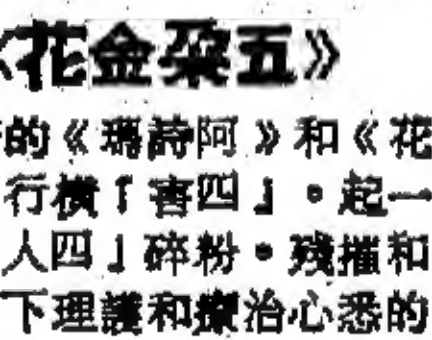 《五朵金花》
花》和《阿詩瑪》的
一起。「四害」橫行
和摧殘。粉碎「四人
的悉心治療和護理下